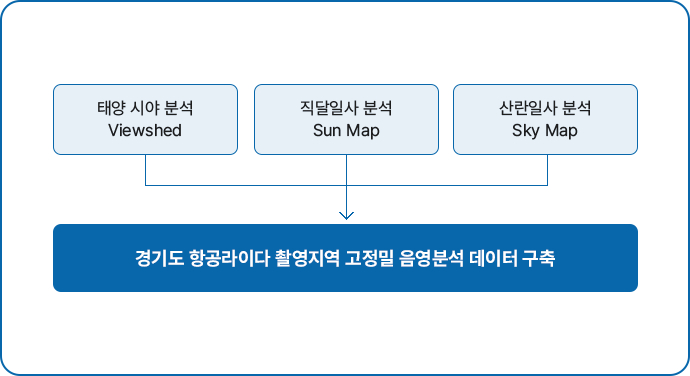 태양 시야 분석
Viewshed
직달일사 분석
Sun Map
산란일사 분석
Sky Map
경기도 항공라이다 촬영지역 고정밀 음영분석 데이터 구축